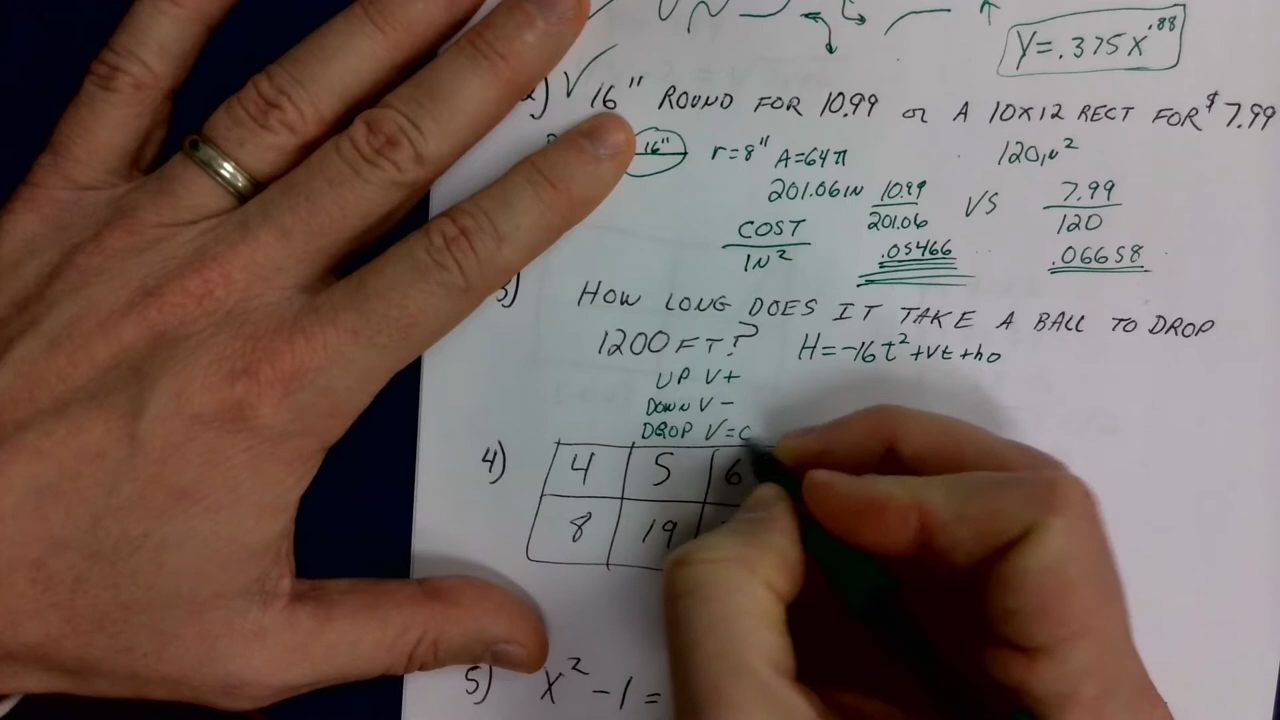 Y=.375x^.88
2) √ 16" ROUND FOR 10.99 or A 10X12 RECT FOR $7.99
16" r=8" A=64π 120in²
201.06IN 10.99 VS 7.99
COST 201.06 120
IN² .05466 .06658
3) HOW LONG DOES IT TAKE A BALL TO DROP
1200 FT? H=-16t²+Vt+ho
UP V+
DOWN V-
DROP V=
4) 4 5 6
8 19
5) X²-1=